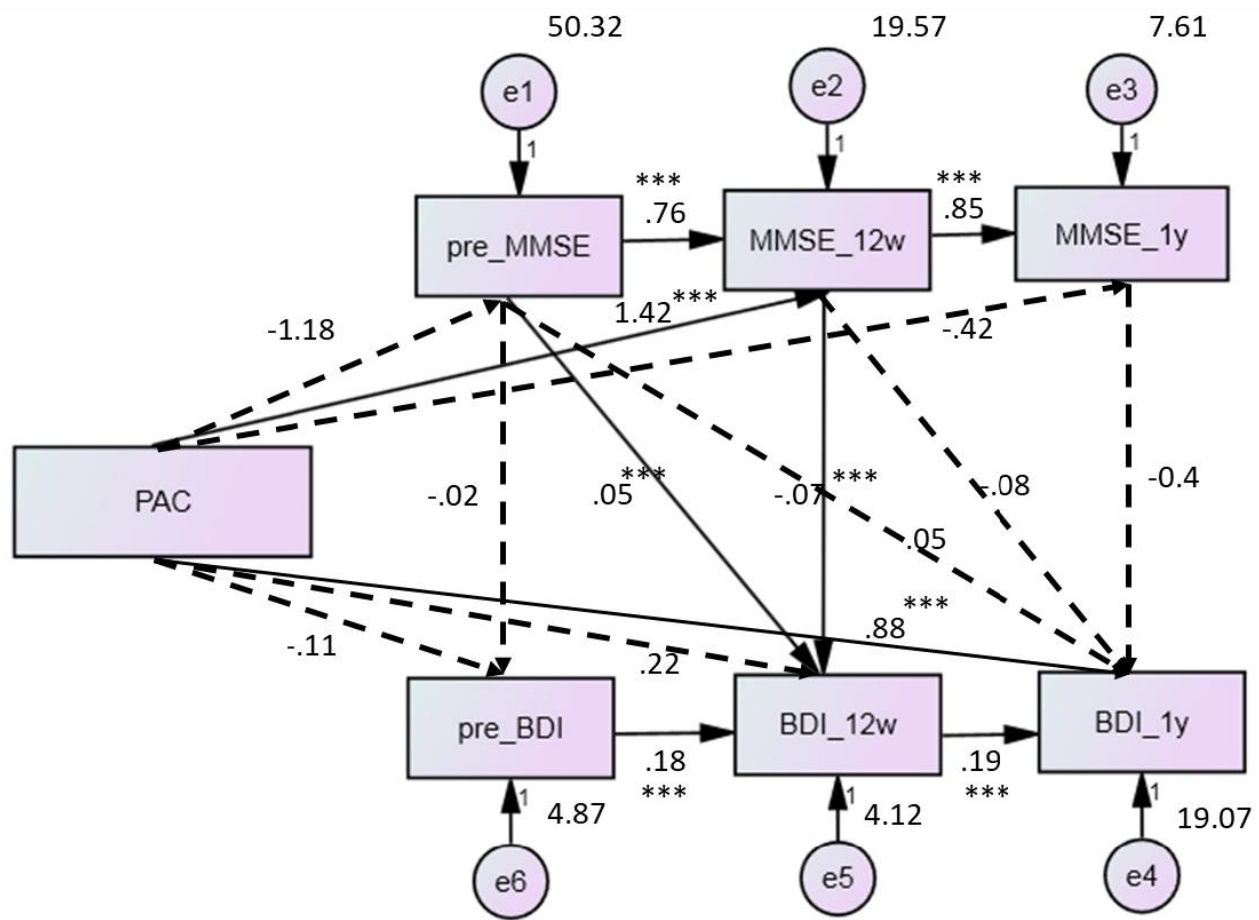 50.32
19.57
7.61
e1
e2
e3
1
1
1
***
.76
***
.85
pre_MMSE
MMSE_12w
MMSE_1y
-1.18
1.42
***
-.42
PAC
-.02
.05
***
-.07
***
-.08
-0.4
.05
***
.88
-.11
.22
pre_BDI
BDI_12w
BDI_1y
.18
***
.19
***
1
4.87
1
4.12
1
19.07
e6
e5
e4